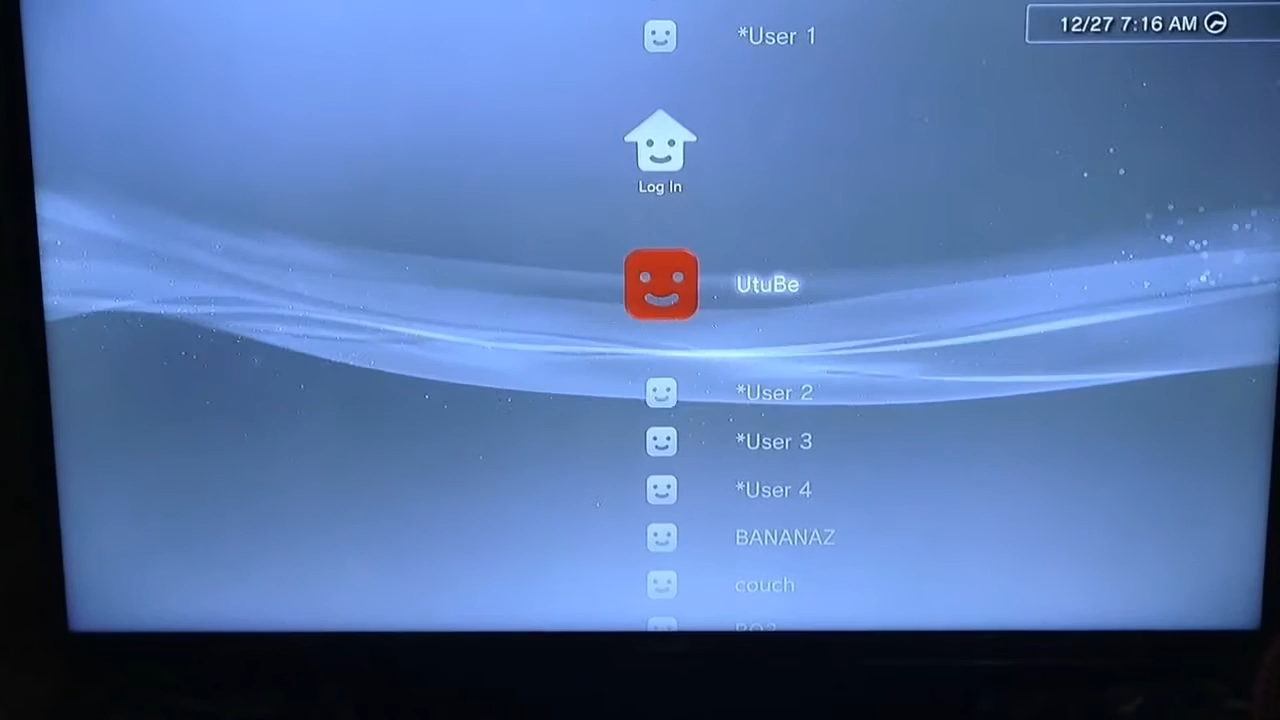 *User 1
12/27 7:16 AM
Log In
UtuBe
*User 2
*User 3
*User 4
BANANAZ
couch